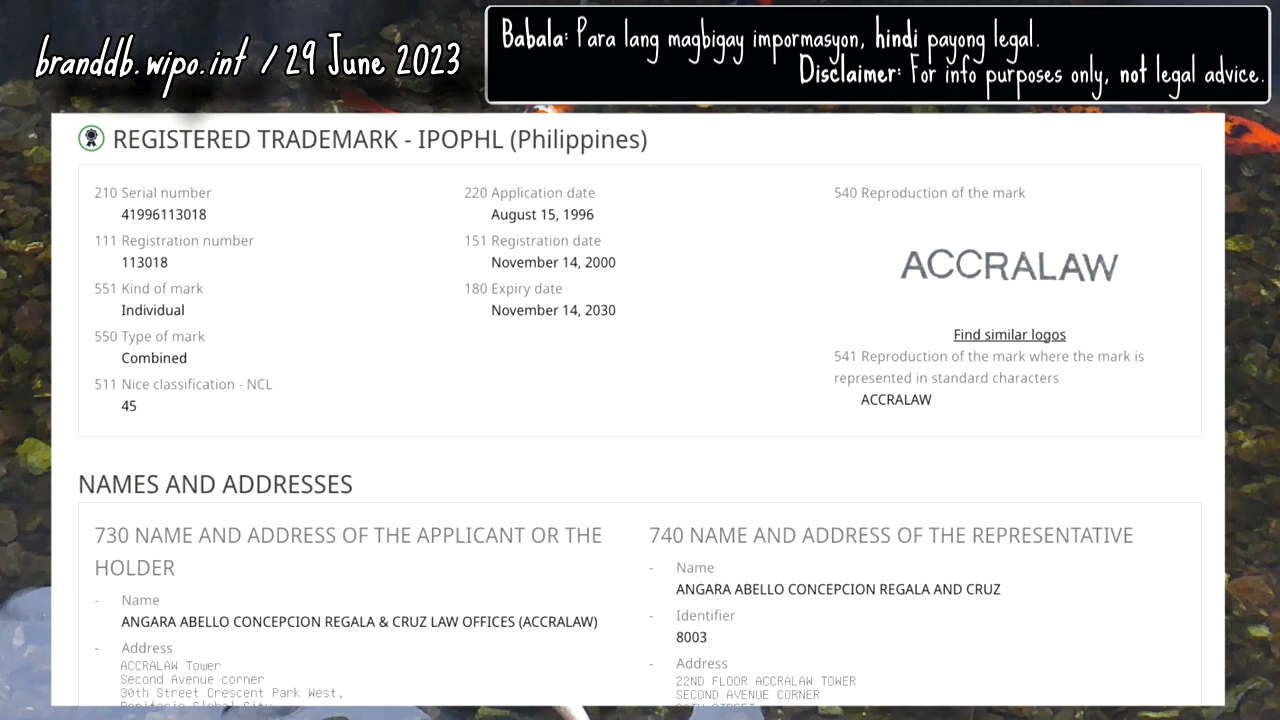 branddb.wipo.int / 29 June 2023
Babala: Para lang magbigay impormasyon, hindi payong legal.
Disclaimer: For info purposes only, not legal advice.
REGISTERED TRADEMARK - IPOPHL (Philippines)
210 Serial number
41996113018
111 Registration number
113018
551 Kind of mark
Individual
550 Type of mark
Combined
511 Nice classification - NCL
45
220 Application date
August 15, 1996
151 Registration date
November 14, 2000
180 Expiry date
November 14, 2030
540 Reproduction of the mark
ACCRALAW
Find similar logos
541 Reproduction of the mark where the mark is
represented in standard characters
ACCRALAW
NAMES AND ADDRESSES
730 NAME AND ADDRESS OF THE APPLICANT OR THE
HOLDER
- Name
ANGARA ABELLO CONCEPCION REGALA & CRUZ LAW OFFICES (ACCRALAW)
- Address
ACCRALAW Tower
Second Avenue corner
30th Street Crescent Park West,
Bonifacio Global City
740 NAME AND ADDRESS OF THE REPRESENTATIVE
- Name
ANGARA ABELLO CONCEPCION REGALA AND CRUZ
- Identifier
8003
- Address
22ND FLOOR ACCRALAW TOWER
SECOND AVENUE CORNER